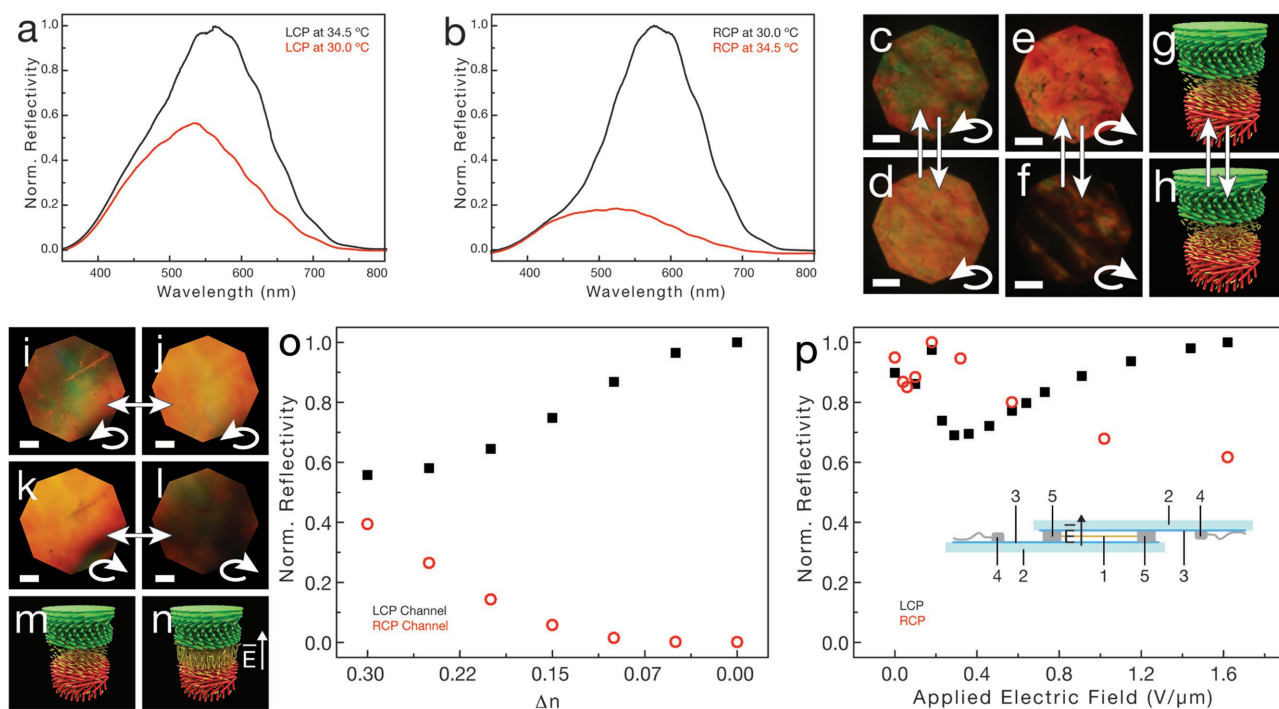 a
LCP at 34.5 ºC
LCP at 30.0 ºC
1.0
0.8
0.6
0.4
0.2
0.0
Norm. Reflectivity
400 500 600 700 800
Wavelength (nm)
b
RCP at 30.0 ºC
RCP at 34.5 ºC
1.0
0.8
0.6
0.4
0.2
0.0
Norm. Reflectivity
400 500 600 700 800
Wavelength (nm)
c
e
g
d
f
h
i
j
k
l
m
n
E
o
1.0
0.8
0.6
0.4
0.2
0.0
Norm. Reflectivity
LCP Channel
RCP Channel
0.30 0.22 0.15 0.07 0.00
Δn
p
1.0
0.8
0.6
0.4
0.2
0.0
Norm. Reflectivity
3 5 E 2 4
4 2 1 5 3
LCP
RCP
0.0 0.4 0.8 1.2 1.6
Applied Electric Field (V/µm)